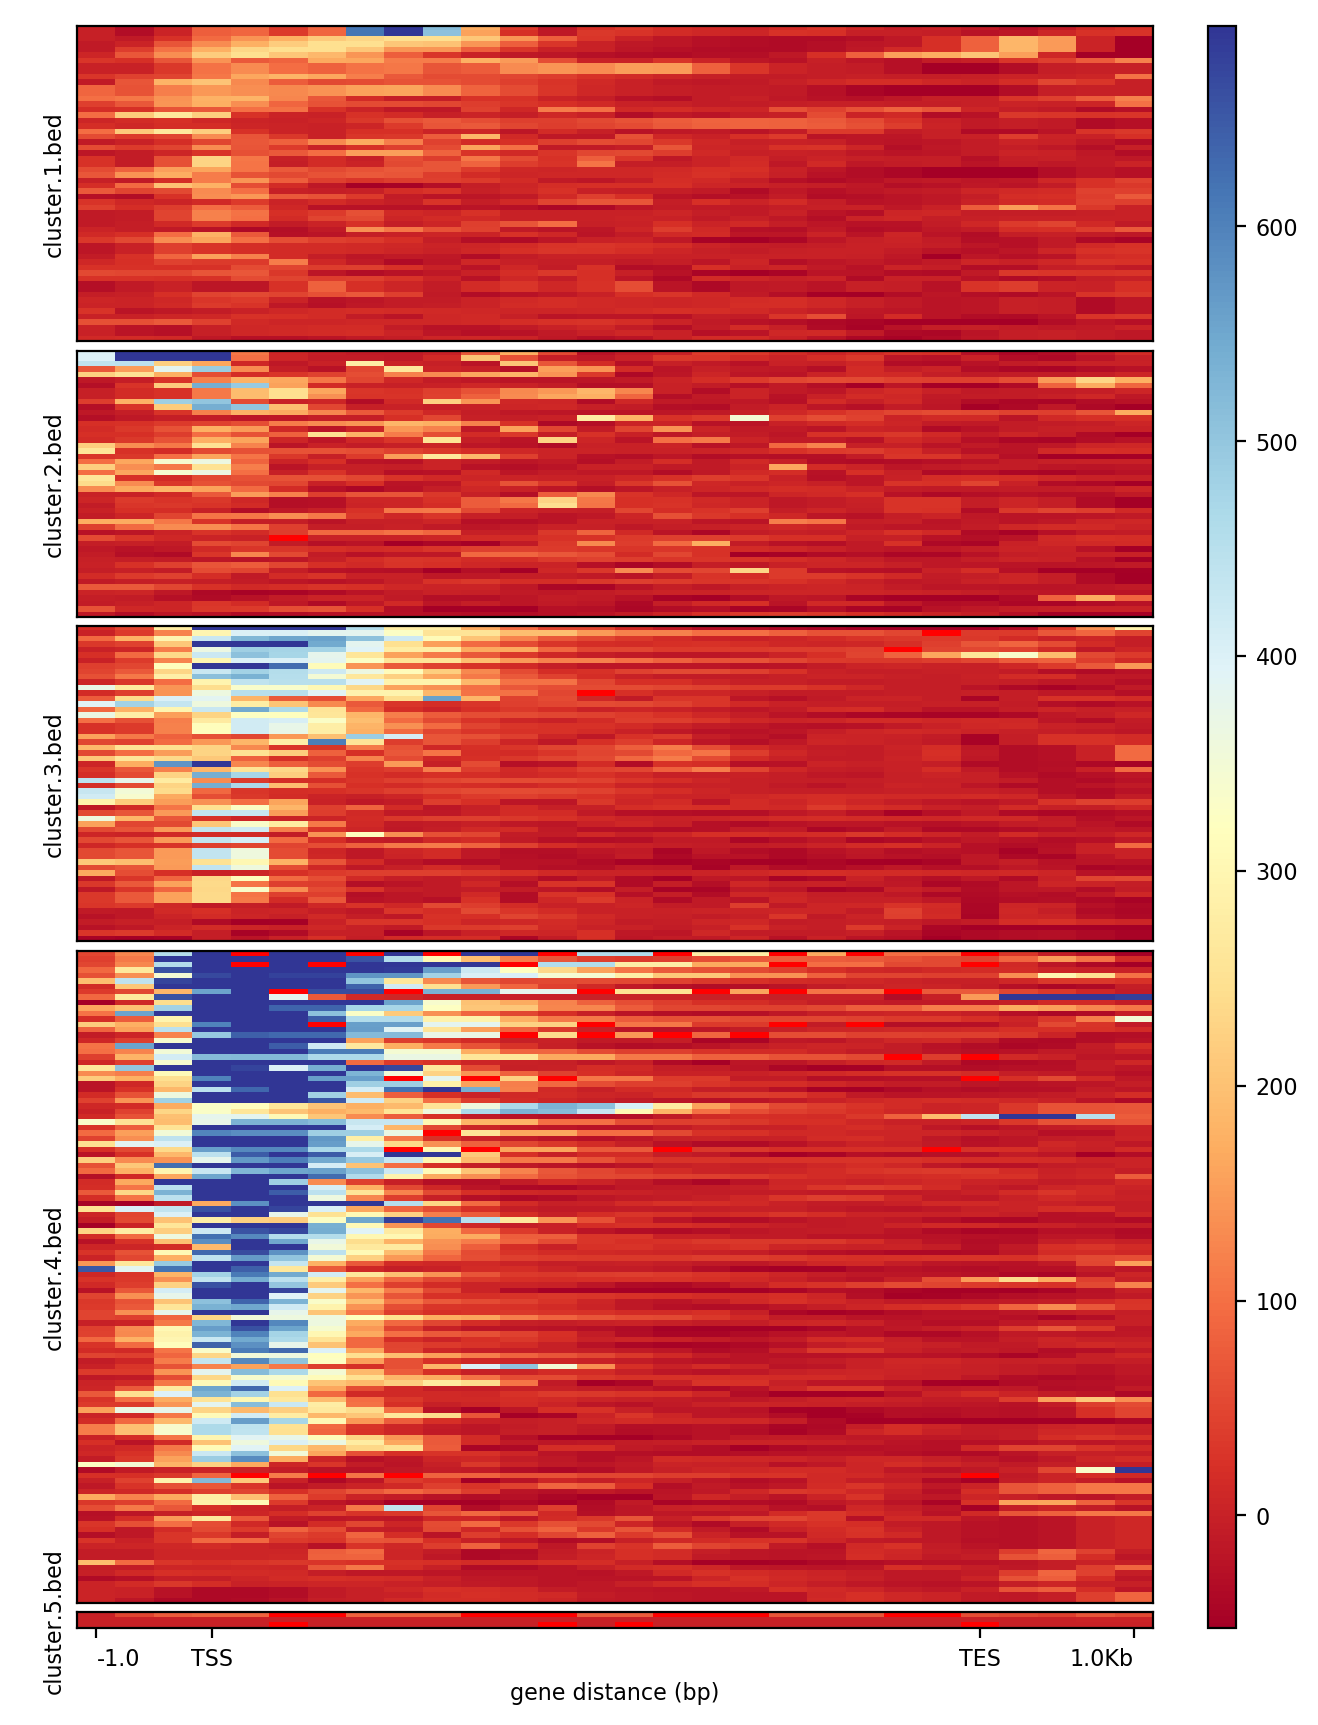 cluster.1.bed
cluster.2.bed
cluster.3.bed
cluster.4.bed
cluster.5.bed
-1.0 TSS TES 1.0Kb
gene distance (bp)
600
500
400
300
200
100
0